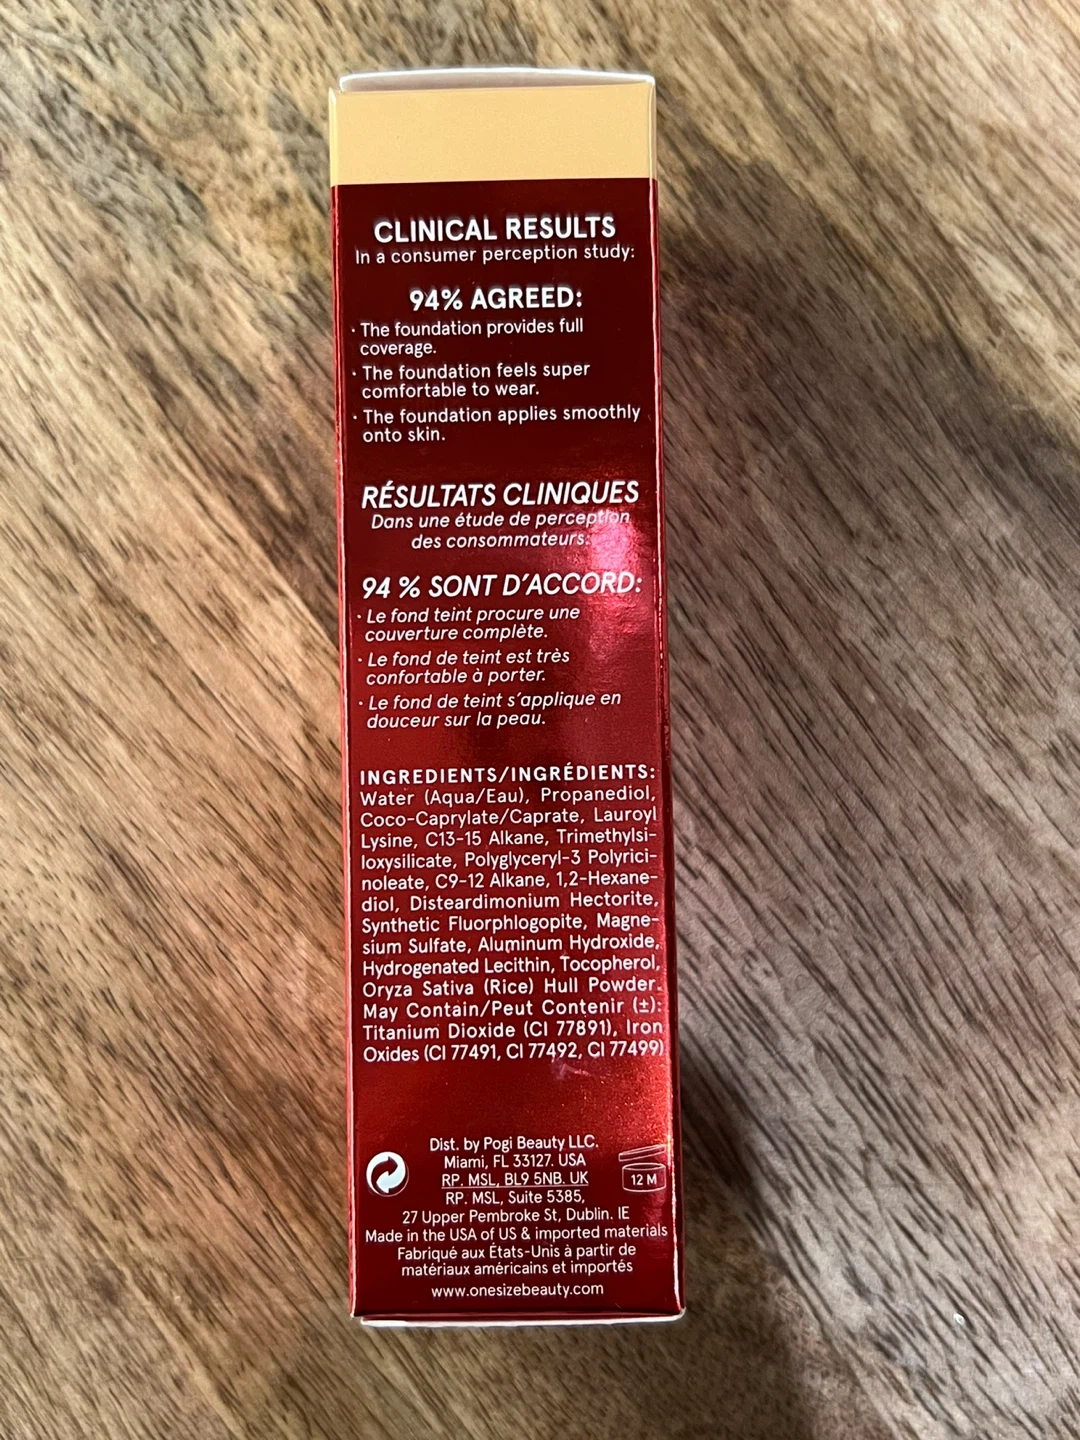 CLINICAL RESULTS
In a consumer perception study:
94% AGREED:
· The foundation provides full
coverage.
· The foundation feels super
comfortable to wear.
· The foundation applies smoothly
onto skin.
RÉSULTATS CLINIQUES
Dans une étude de perception
des consommateurs:
94 % SONT D'ACCORD:
· Le fond teint procure une
couverture complète.
· Le fond de teint est très
confortable à porter.
· Le fond de teint s'applique en
douceur sur la peau.
INGREDIENTS/INGRÉDIENTS:
Water (Aqua/Eau), Propanediol,
Coco-Caprylate/Caprate, Lauroyl
Lysine, C13-15 Alkane, Trimethylsi-
loxysilicate, Polyglyceryl-3 Polyrici-
noleate, C9-12 Alkane, 1,2-Hexane-
diol, Disteardimonium Hectorite,
Synthetic Fluorphlogopite, Magne-
sium Sulfate, Aluminum Hydroxide,
Hydrogenated Lecithin, Tocopherol,
Oryza Sativa (Rice) Hull Powder.
May Contain/Peut Contenir (±):
Titanium Dioxide (CI 77891), Iron
Oxides (CI 77491, CI 77492, CI 77499)
Dist. by Pogi Beauty LLC.
Miami, FL 33127. USA
RP. MSL, BL9 5NB. UK
12 M
RP. MSL, Suite 5385,
27 Upper Pembroke St, Dublin. IE
Made in the USA of US & imported materials
Fabriqué aux États-Unis à partir de
matériaux américains et importés
www.onesizebeauty.com